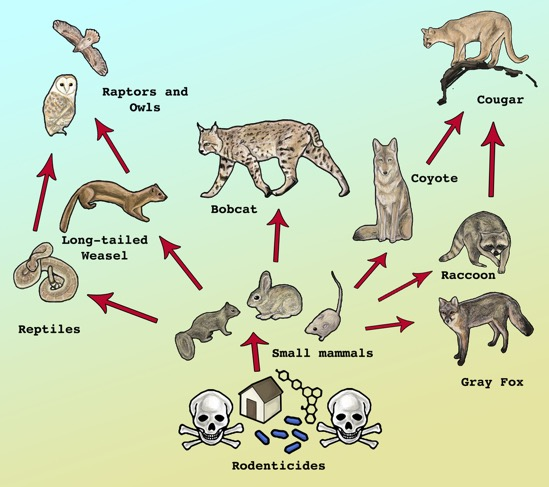 Raptors and
Owls
Cougar
Coyote
Bobcat
Long-tailed
Weasel
Raccoon
Reptiles
Small mammals
Gray Fox
Rodenticides